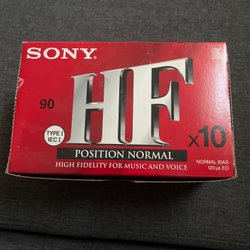 SONY
90
HF
TYPE I
IEC I
x10
POSITION NORMAL
HIGH FIDELITY FOR MUSIC AND VOICE
NORMAL BIAS
120µs EQ